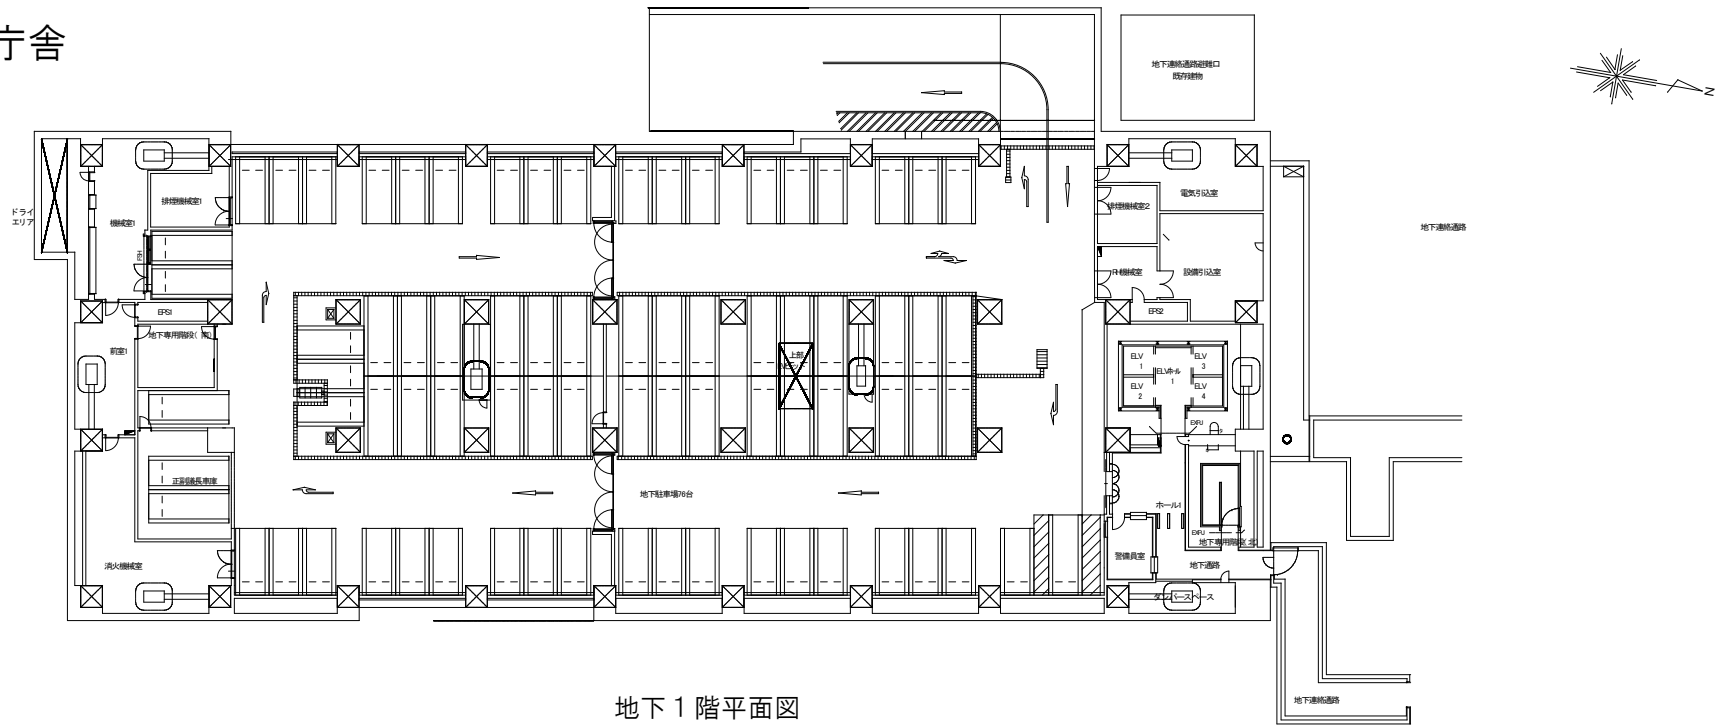 庁舎
地下連絡通路避難口
既存建物
N
ドライ
エリア
機械室1
排煙機械室1
電気引込室
排煙機械室2
地下連絡通路
設備引込室
EPS1
EPS2
地下専用階段(南)
前室1
上部
ELV
1
ELV
3
ELVホール
1
ELV
2
ELV
4
EXP.J
正副議長車庫
地下駐車場76台
ホール1
EXP.J
地下専用階段(北)
警備員室
地下通路
消火機械室
ダンパースペース
地下連絡通路
地下1階平面図